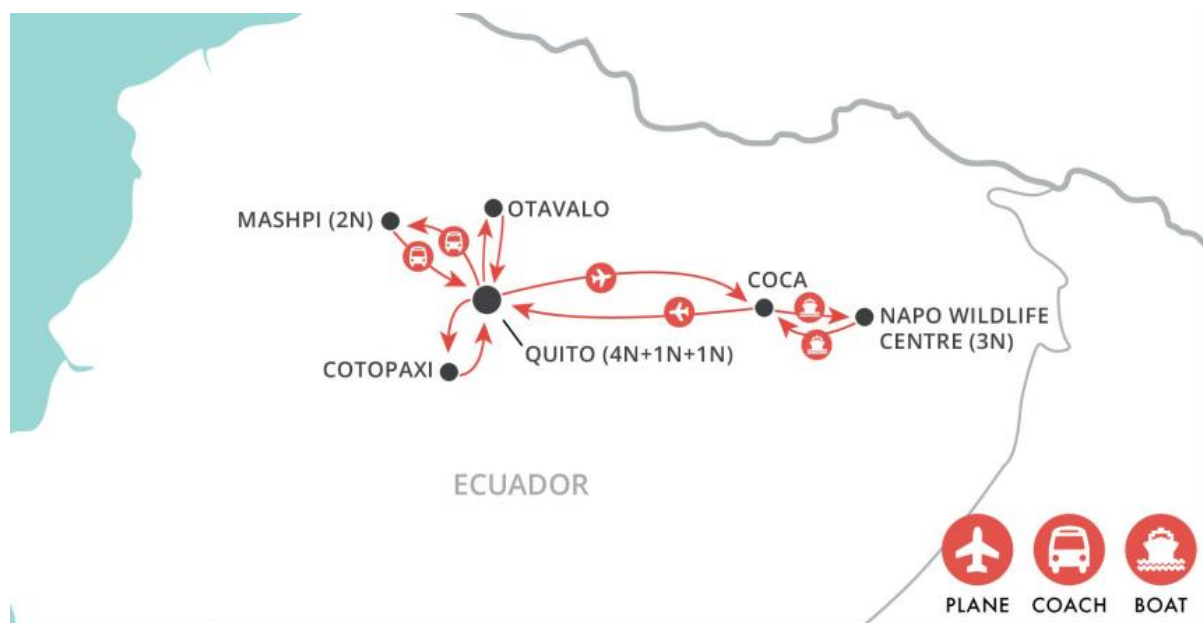 OTAVALO
MASHPI (2N)
COCA
NAPO WILDLIFE
CENTRE (3N)
QUITO (4N+1N+1N)
COTOPAXI
ECUADOR
PLANE COACH BOAT